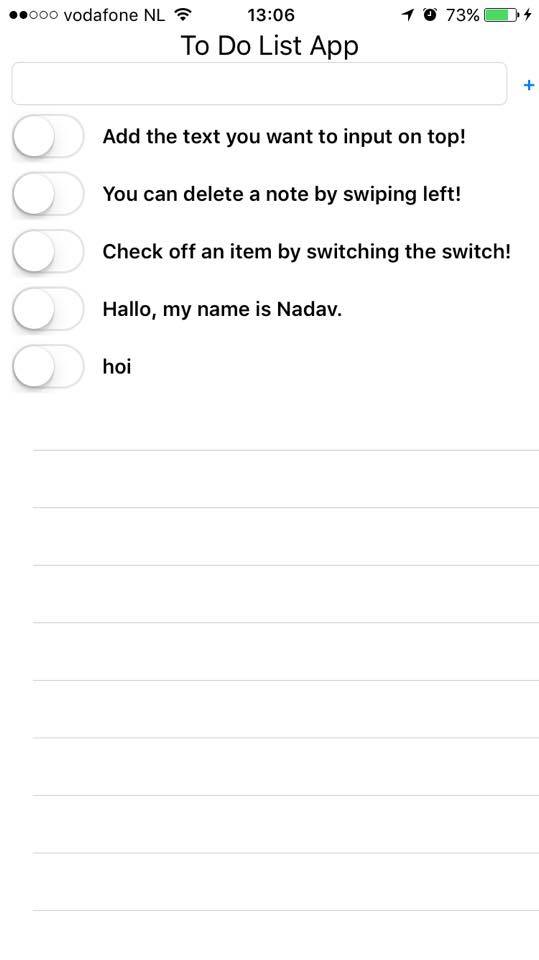 vodafone NL 13:06 73%
To Do List App
+
Add the text you want to input on top!
You can delete a note by swiping left!
Check off an item by switching the switch!
Hallo, my name is Nadav.
hoi